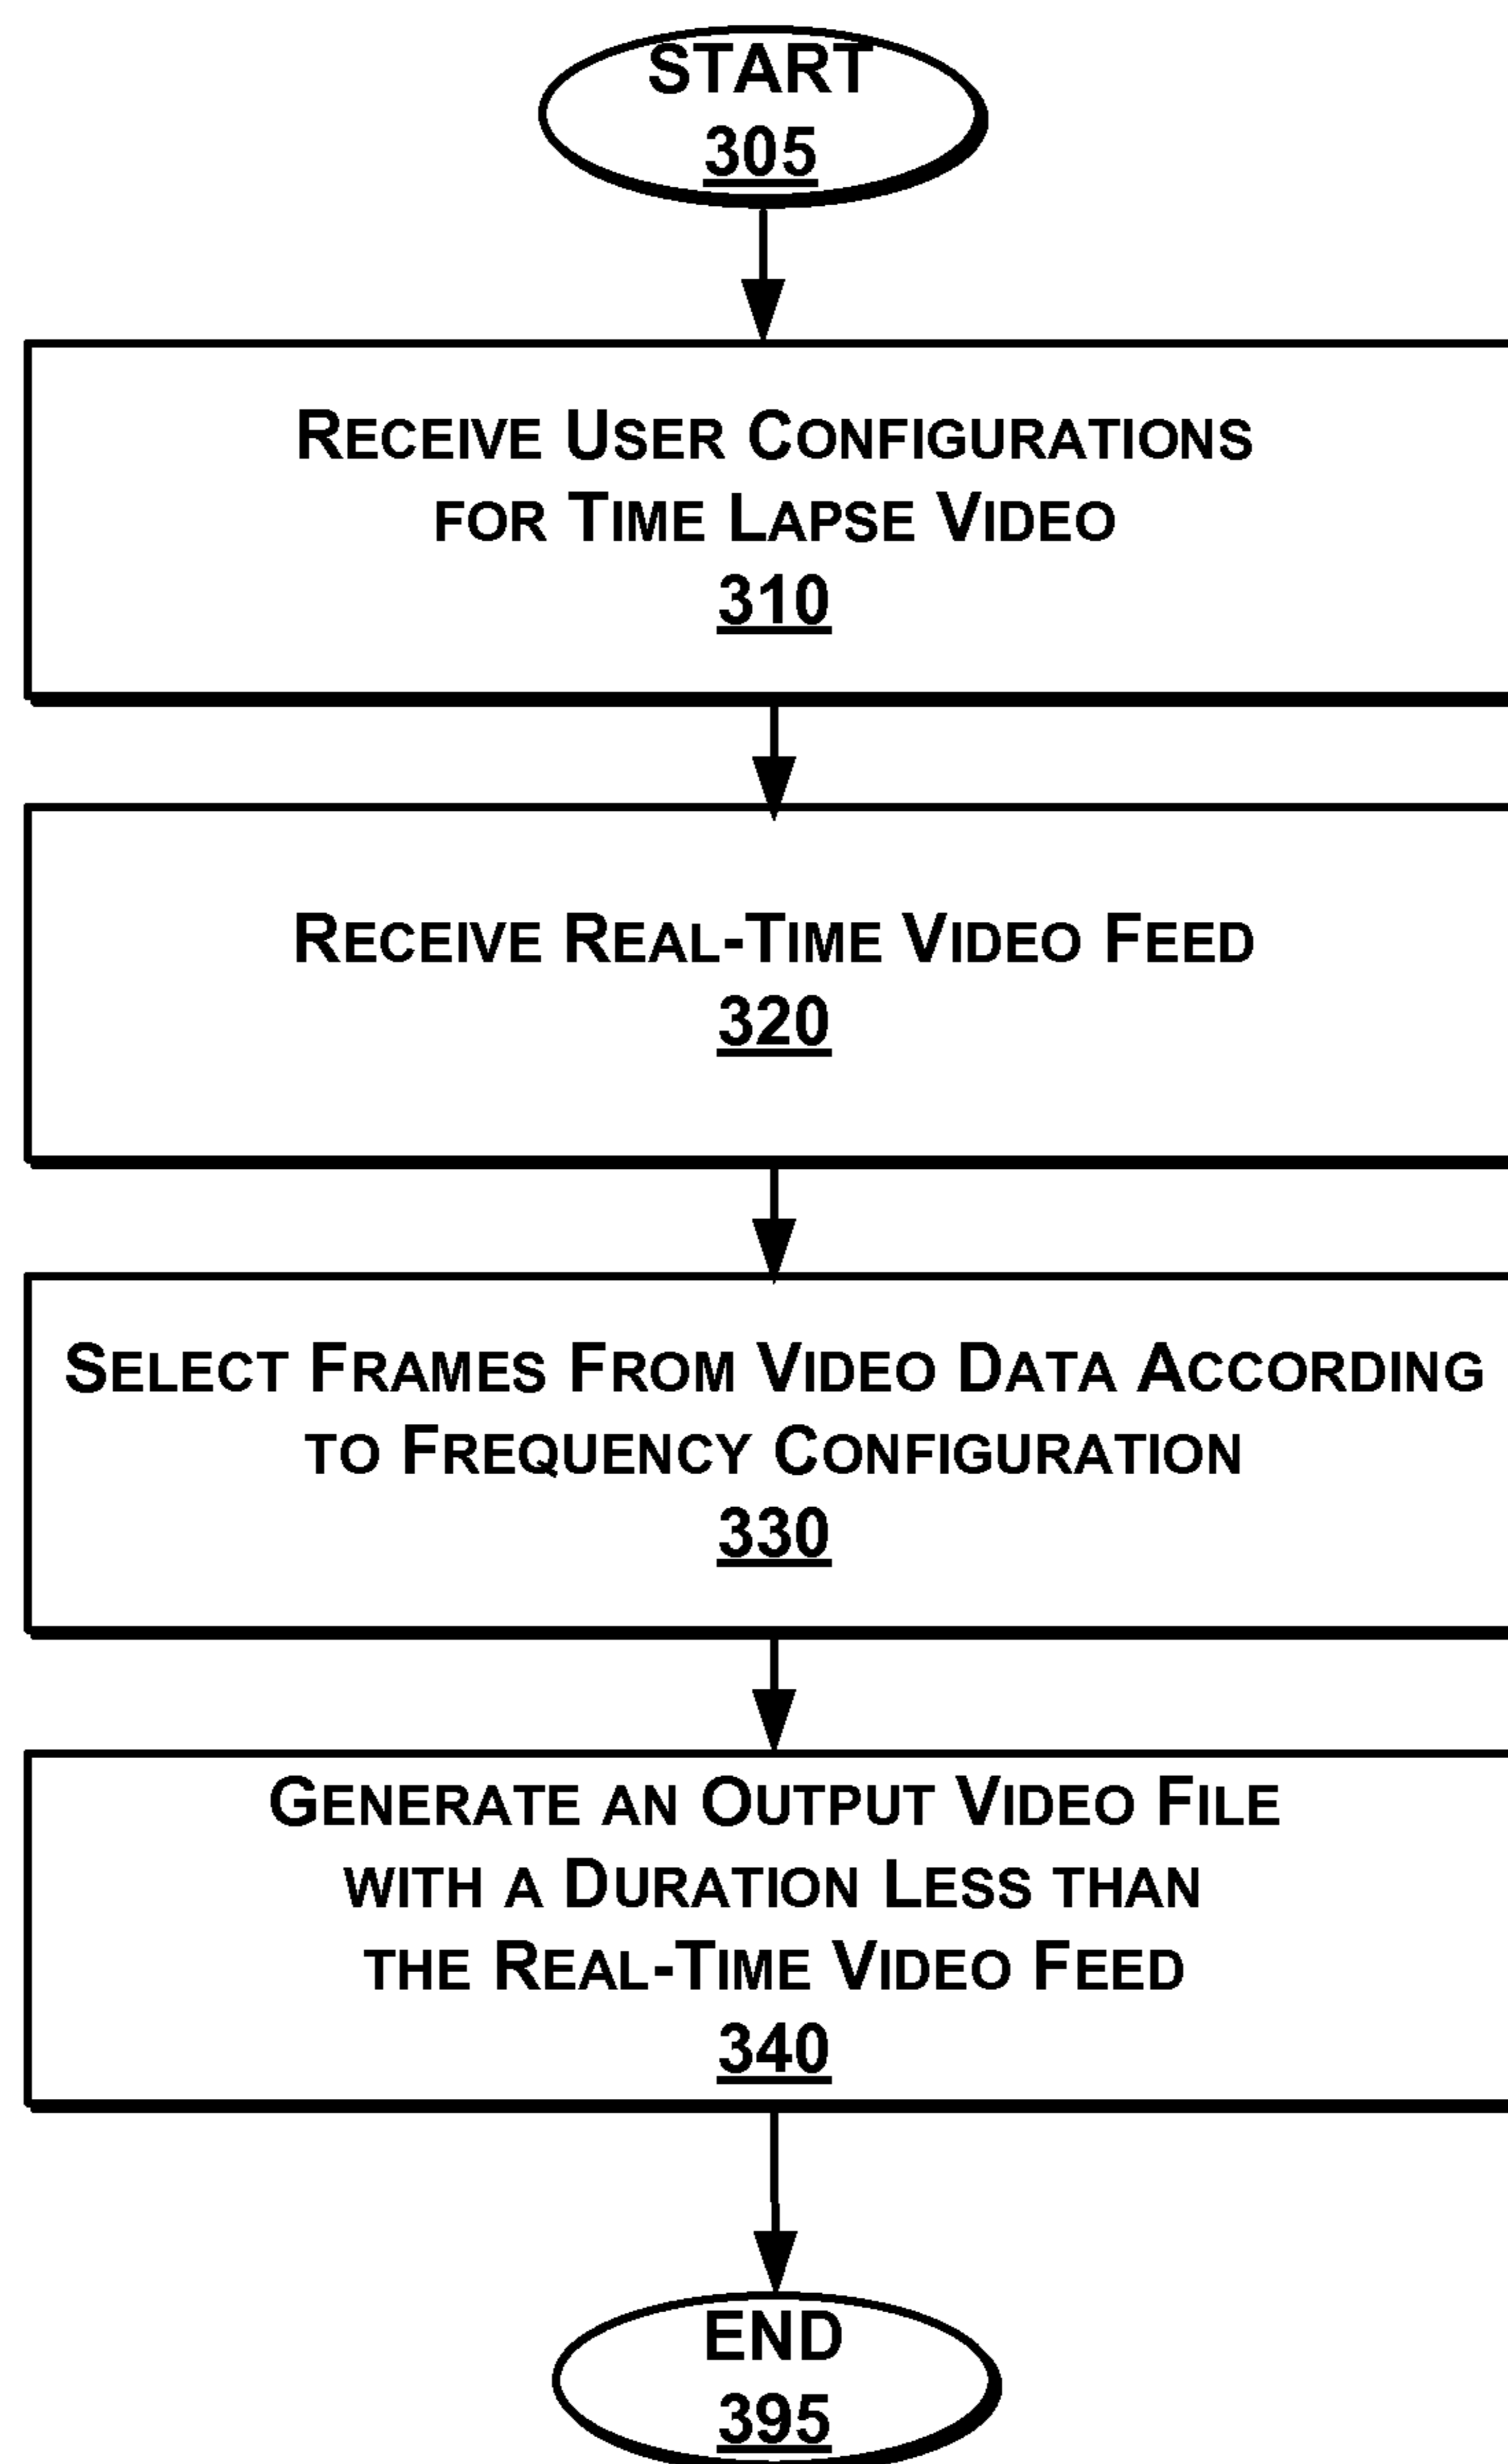 START
305
RECEIVE USER CONFIGURATIONS
FOR TIME LAPSE VIDEO
310
RECEIVE REAL-TIME VIDEO FEED
320
SELECT FRAMES FROM VIDEO DATA ACCORDING
TO FREQUENCY CONFIGURATION
330
GENERATE AN OUTPUT VIDEO FILE
WITH A DURATION LESS THAN
THE REAL-TIME VIDEO FEED
340
END
395